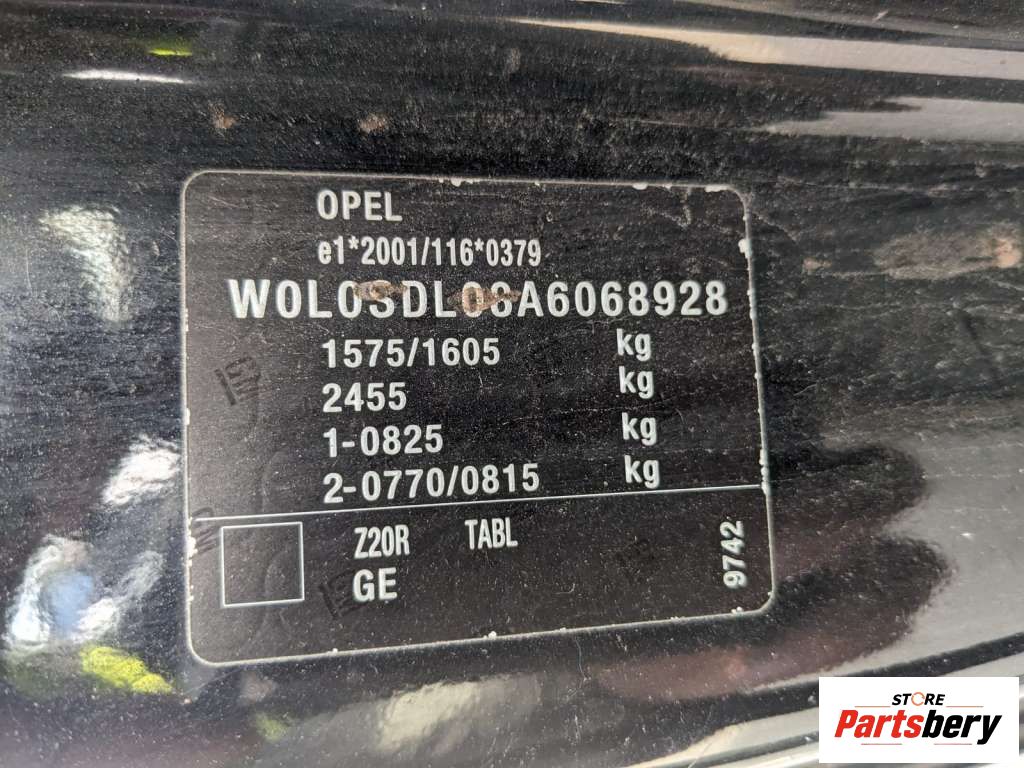 OPEL
e1*2001/116*0379
W0L0SDL08A6068928
1575/1605 kg
2455 kg
1-0825 kg
2-0770/0815 kg
Z20R TABL
GE
9742
STORE
Partsbery